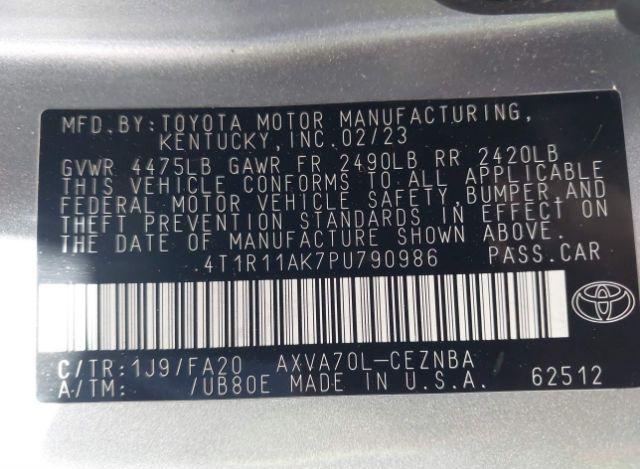 MFD.BY:TOYOTA MOTOR MANUFACTURING,
KENTUCKY,INC.02/23
GVWR 4475LB GAWR FR 2490LB RR 2420LB
THIS VEHICLE CONFORMS TO ALL APPLICABLE
FEDERAL MOTOR VEHICLE SAFETY,BUMPER,AND
THEFT PREVENTION STANDARDS IN EFFECT ON
THE DATE OF MANUFACTURE SHOWN ABOVE.
.4T1R11AK7PU790986 PASS.CAR
C/TR:1J9/FA20 AXVA70L-CEZNBA
A/TM: /UB80E MADE IN U.S.A. 62512